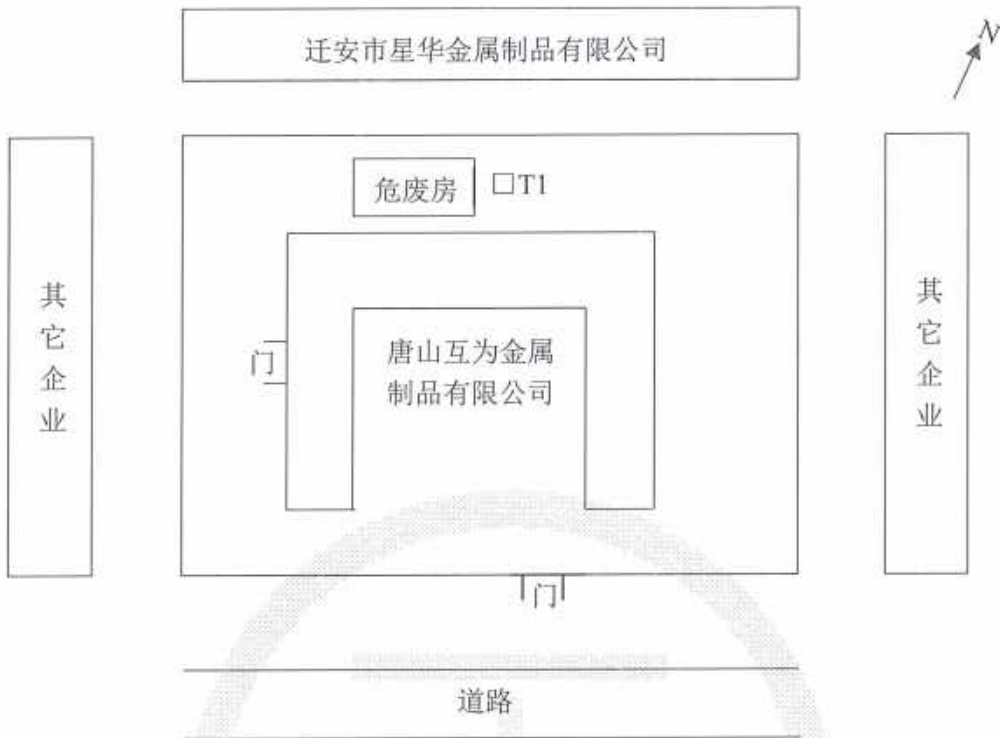 迁安市星华金属制品有限公司
N
危废房
□T1
其它企业
门
唐山互为金属
制品有限公司
其它企业
门
道路